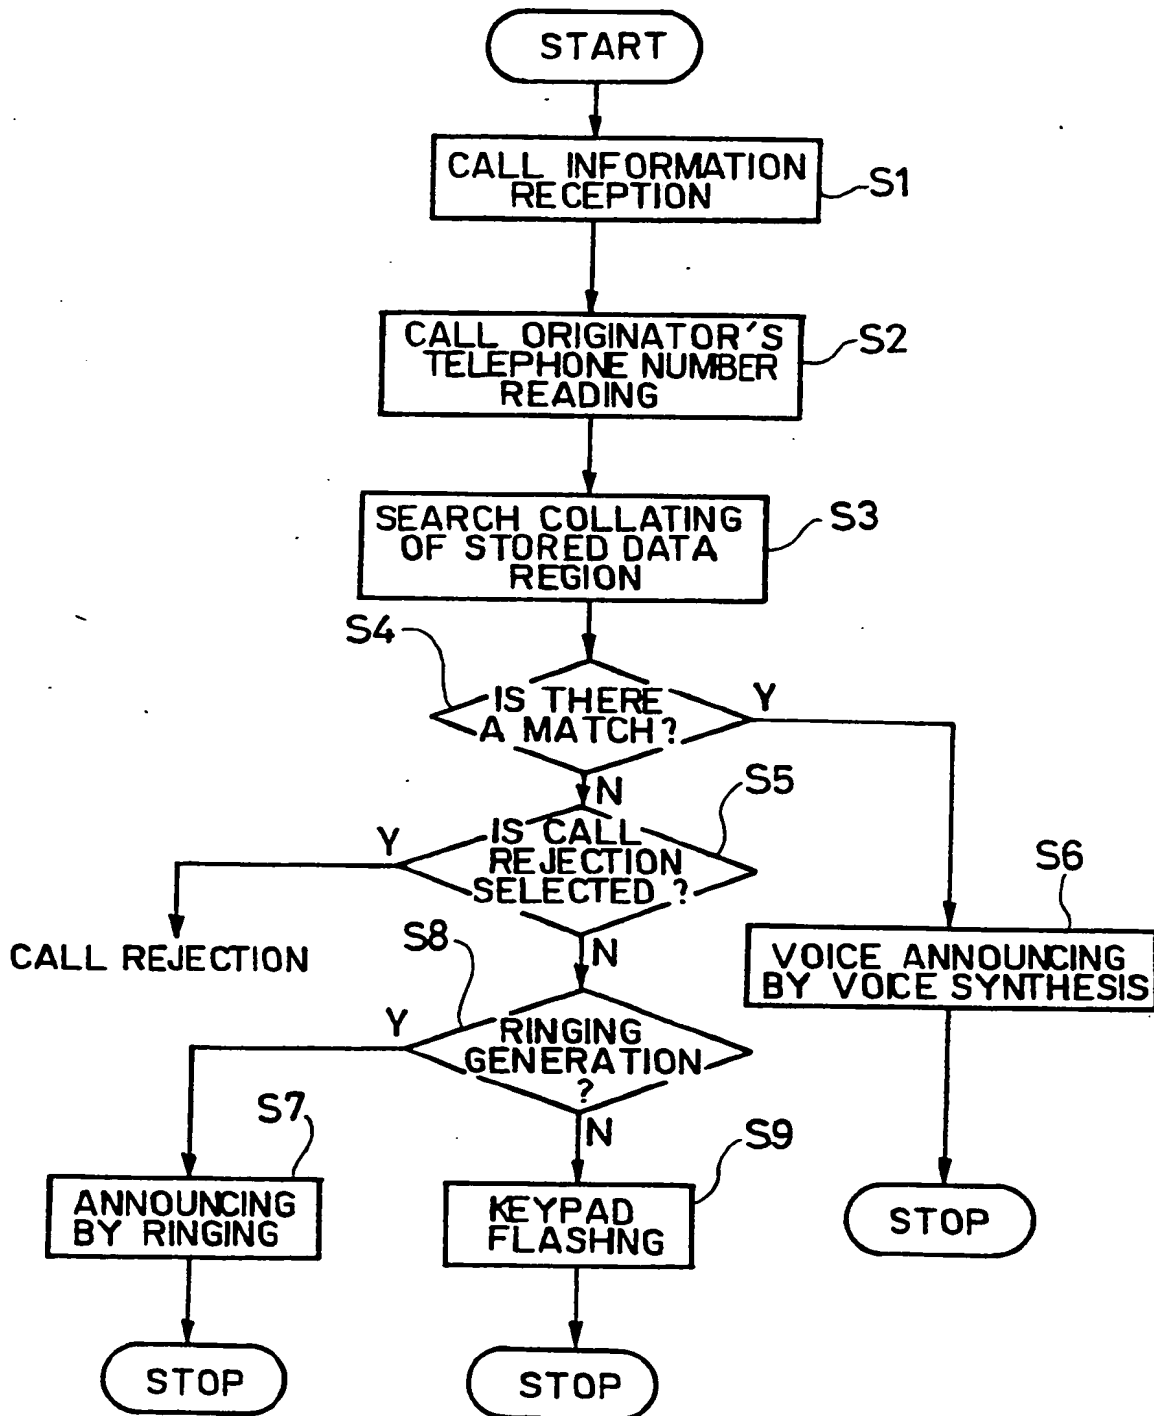 START
CALL INFORMATION
RECEPTION
S1
CALL ORIGINATOR'S
TELEPHONE NUMBER
READING
S2
SEARCH COLLATING
OF STORED DATA
REGION
S3
S4
IS THERE
A MATCH?
Y
N
S5
IS CALL
REJECTION
SELECTED?
Y
CALL REJECTION
N
S6
VOICE ANNOUNCING
BY VOICE SYNTHESIS
STOP
S8
RINGING
GENERATION
?
Y
N
S7
ANNOUNCING
BY RINGING
STOP
S9
KEYPAD
FLASHNG
STOP